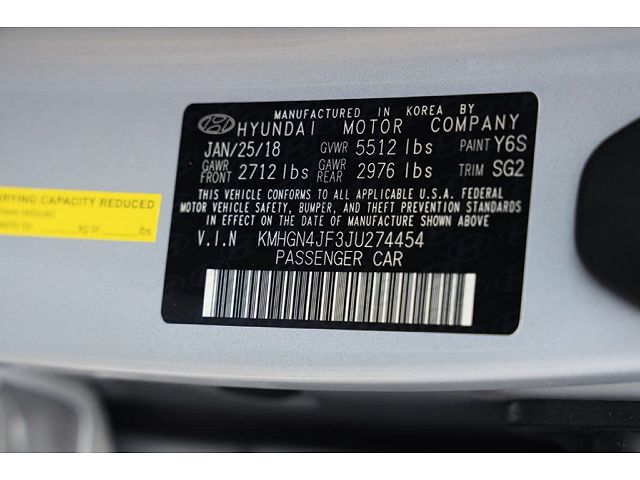 MANUFACTURED IN KOREA BY
HYUNDAI MOTOR COMPANY
JAN/25/18 GVWR 5512 lbs PAINT Y6S
GAWR FRONT 2712 lbs GAWR REAR 2976 lbs TRIM SG2
THIS VEHICLE CONFORMS TO ALL APPLICABLE U.S.A. FEDERAL
MOTOR VEHICLE SAFETY, BUMPER, AND THEFT PREVENTION STANDARDS
IN EFFECT ON THE DATE OF MANUFACTURE SHOWN ABOVE
V.I.N KMHGN4JF3JU274454
PASSENGER CAR
CAPACITY REDUCED
have reduced
kg or lbs